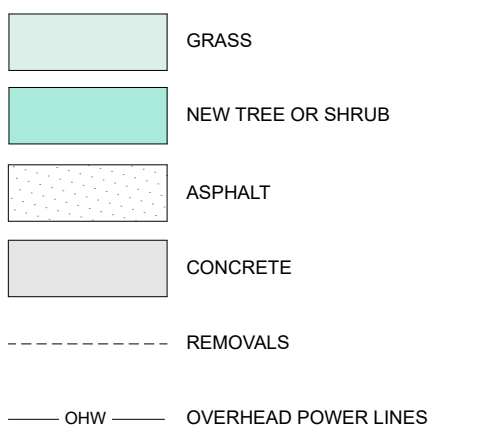 GRASS
NEW TREE OR SHRUB
ASPHALT
CONCRETE
REMOVALS
OHW OVERHEAD POWER LINES